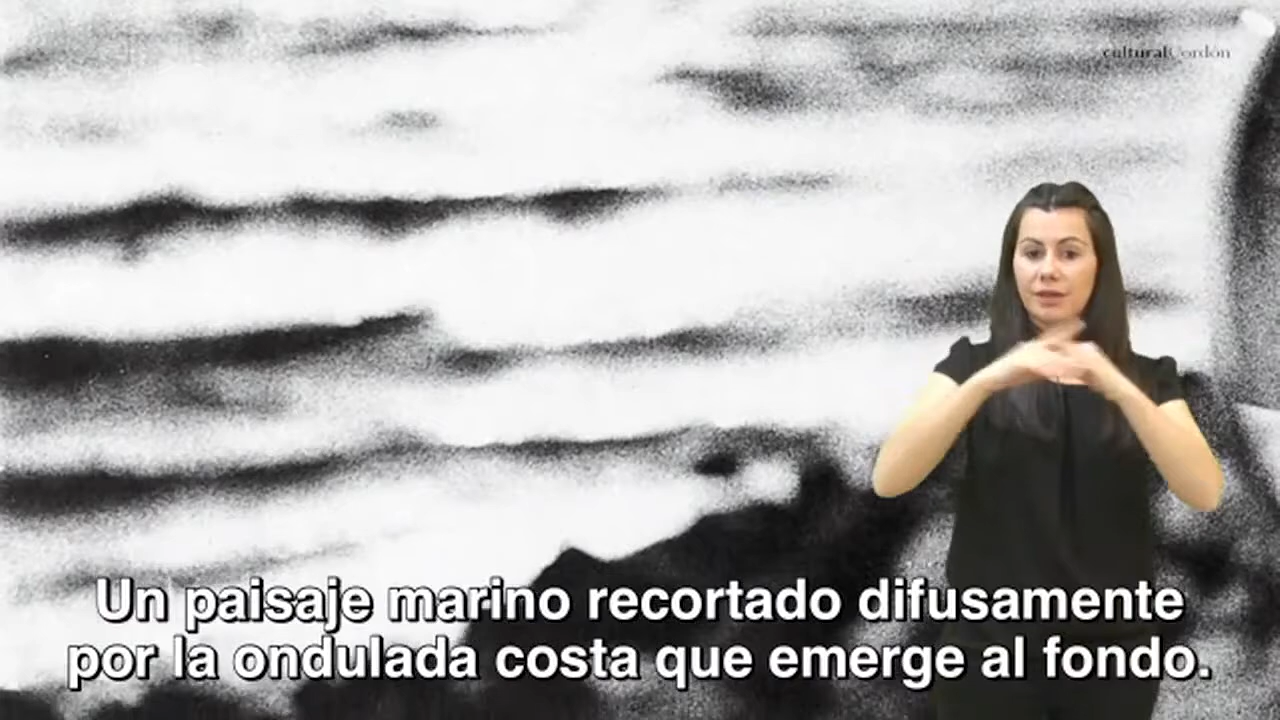 culturalCordón
Un paisaje marino recortado difusamente
por la ondulada costa que emerge al fondo.